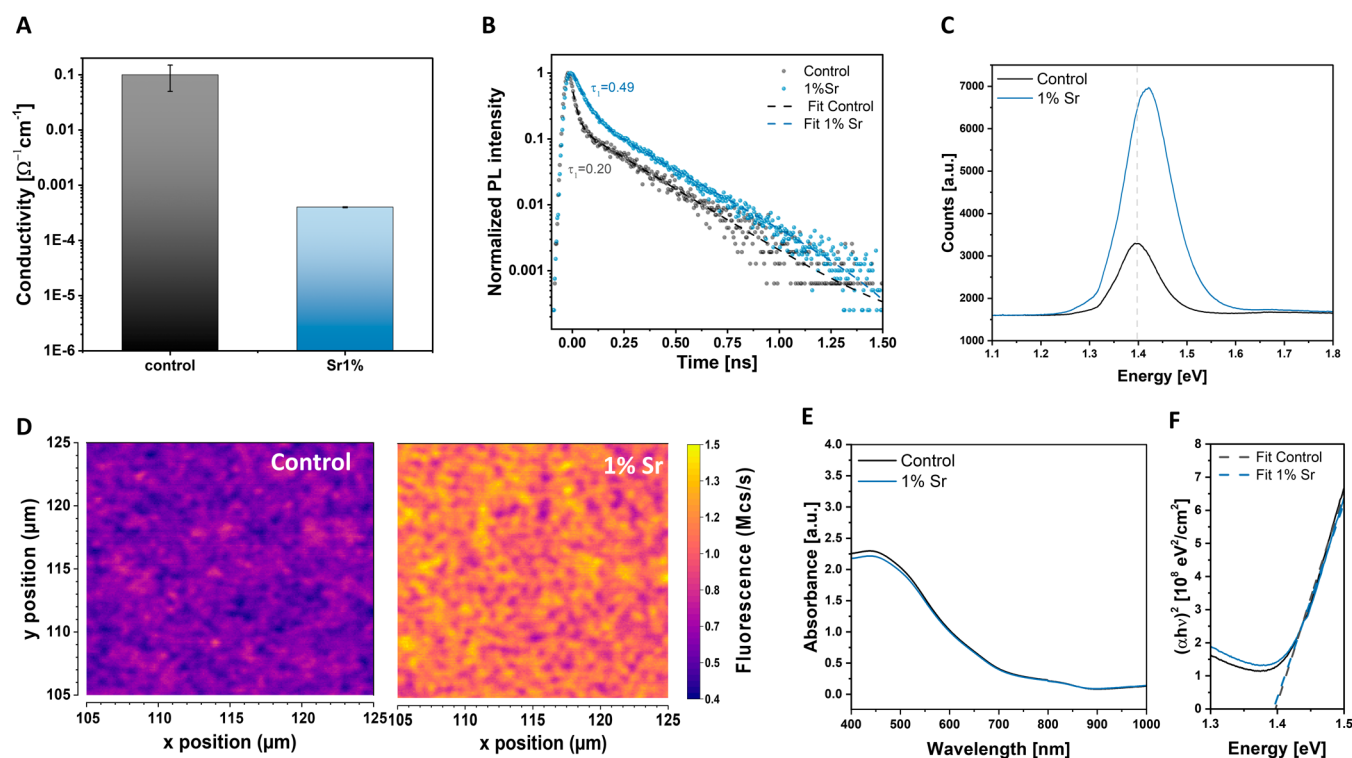 A
Conductivity [Ω⁻¹cm⁻¹]
0.1
0.01
0.001
1E-4
1E-5
1E-6
control
Sr1%
B
Normalized PL intensity
1
0.1
0.01
0.001
τ₁=0.49
τ₁=0.20
Control
1%Sr
Fit Control
Fit 1% Sr
0.00 0.25 0.50 0.75 1.00 1.25 1.50
Time [ns]
C
Counts [a.u.]
7000
6000
5000
4000
3000
2000
1000
Control
1% Sr
1.1 1.2 1.3 1.4 1.5 1.6 1.7 1.8
Energy [eV]
D
y position (µm)
125
120
115
110
105
Control
105 110 115 120 125
x position (µm)
1% Sr
105 110 115 120 125
x position (µm)
1.5
1.3
1.2
1.0
0.9
0.7
0.5
0.4
Fluorescence (Mcs/s)
E
Absorbance [a.u.]
4.0
3.5
3.0
2.5
2.0
1.5
1.0
0.5
0.0
Control
1% Sr
400 500 600 700 800 900 1000
Wavelength [nm]
F
(αhν)² [10⁸ eV²/cm²]
8
7
6
5
4
3
2
1
0
Fit Control
Fit 1% Sr
1.3 1.4 1.5
Energy [eV]